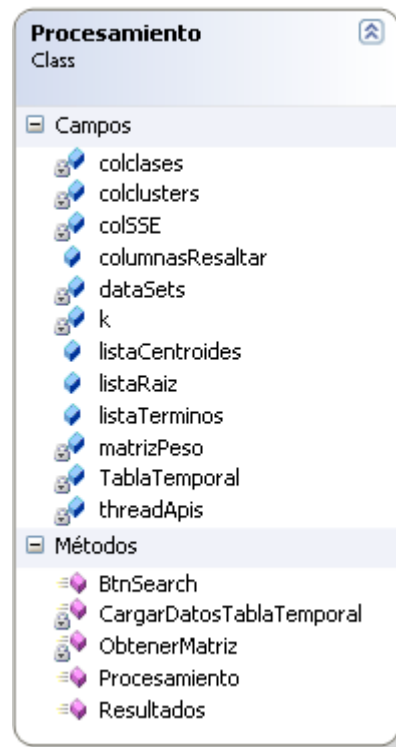 Procesamiento
Class
Campos
colclases
colclusters
colSSE
columnasResaltar
dataSets
k
listaCentroides
listaRaiz
listaTerminos
matrizPeso
TablaTemporal
threadApis
Métodos
BtnSearch
CargarDatosTablaTemporal
ObtenerMatriz
Procesamiento
Resultados